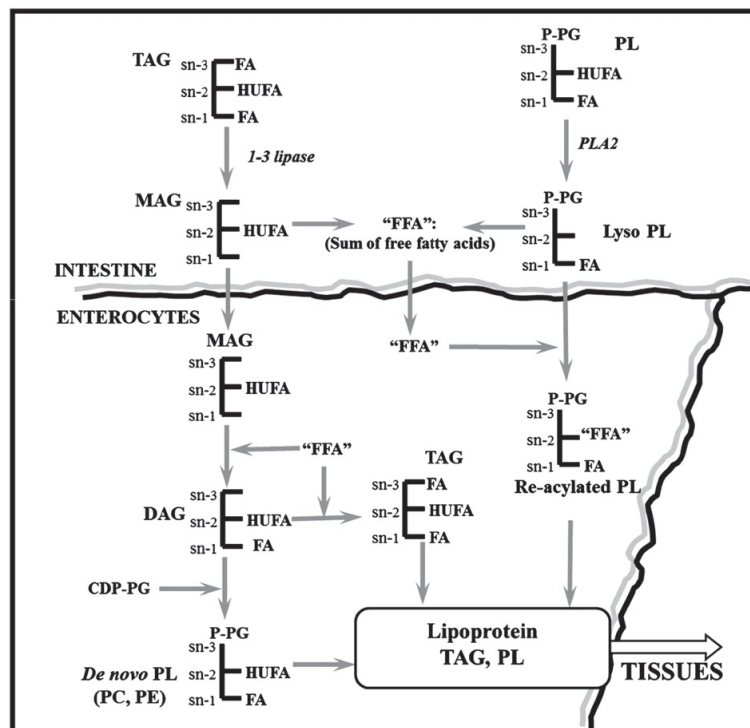 TAG
sn-3 FA
sn-2 HUFA
sn-1 FA
1-3 lipase
P-PG
PL
sn-3
sn-2 HUFA
sn-1 FA
PLA2
MAG
sn-3
sn-2 HUFA
sn-1
"FFA":
(Sum of free fatty acids)
P-PG
sn-3
sn-2
sn-1 FA
Lyso PL
INTESTINE
ENTEROCYTES
MAG
sn-3
sn-2 HUFA
sn-1
"FFA"
"FFA"
P-PG
sn-3
sn-2 "FFA"
sn-1 FA
Re-acylated PL
DAG
sn-3
sn-2 HUFA
sn-1 FA
TAG
sn-3 FA
sn-2 HUFA
sn-1 FA
CDP-PG
P-PG
sn-3
sn-2 HUFA
sn-1 FA
De novo PL
(PC, PE)
Lipoprotein
TAG, PL
TISSUES